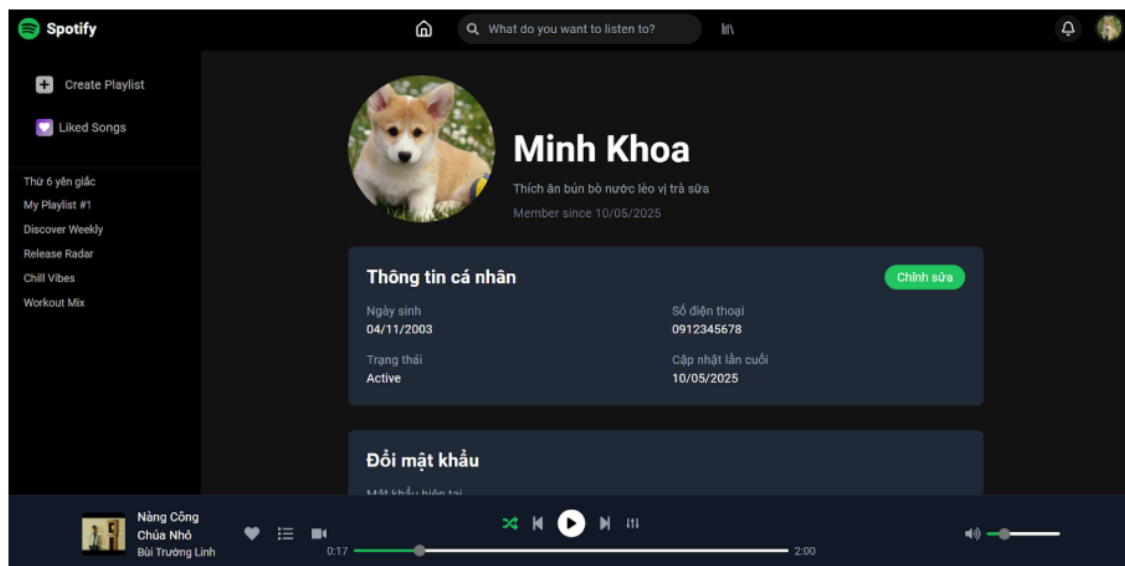 Spotify
What do you want to listen to?
Create Playlist
Liked Songs
Thứ 6 yên giấc
My Playlist #1
Discover Weekly
Release Radar
Chill Vibes
Workout Mix
Minh Khoa
Thích ăn bún bò nước lèo vị trà sữa
Member since 10/05/2025
Thông tin cá nhân
Chỉnh sửa
Ngày sinh
04/11/2003
Số điện thoại
0912345678
Trạng thái
Active
Cập nhật lần cuối
10/05/2025
Đổi mật khẩu
Mật khẩu hiện tại
Nàng Công
Chúa Nhỏ
Bùi Trường Linh
0:17
2:00